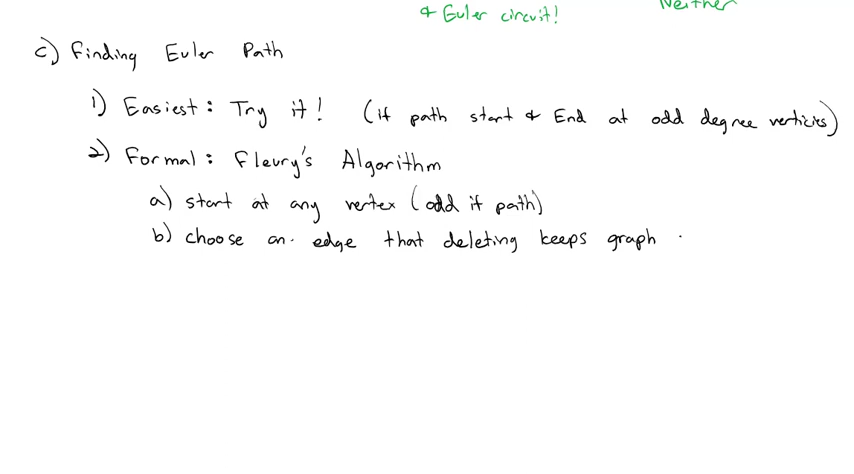 & Euler circuit! Neither
c) Finding Euler Path
1) Easiest: Try it! (if path start & End at odd degree verticies)
2) Formal: Fleury's Algorithm
a) start at any vertex (odd if path)
b) choose an edge that deleting keeps graph